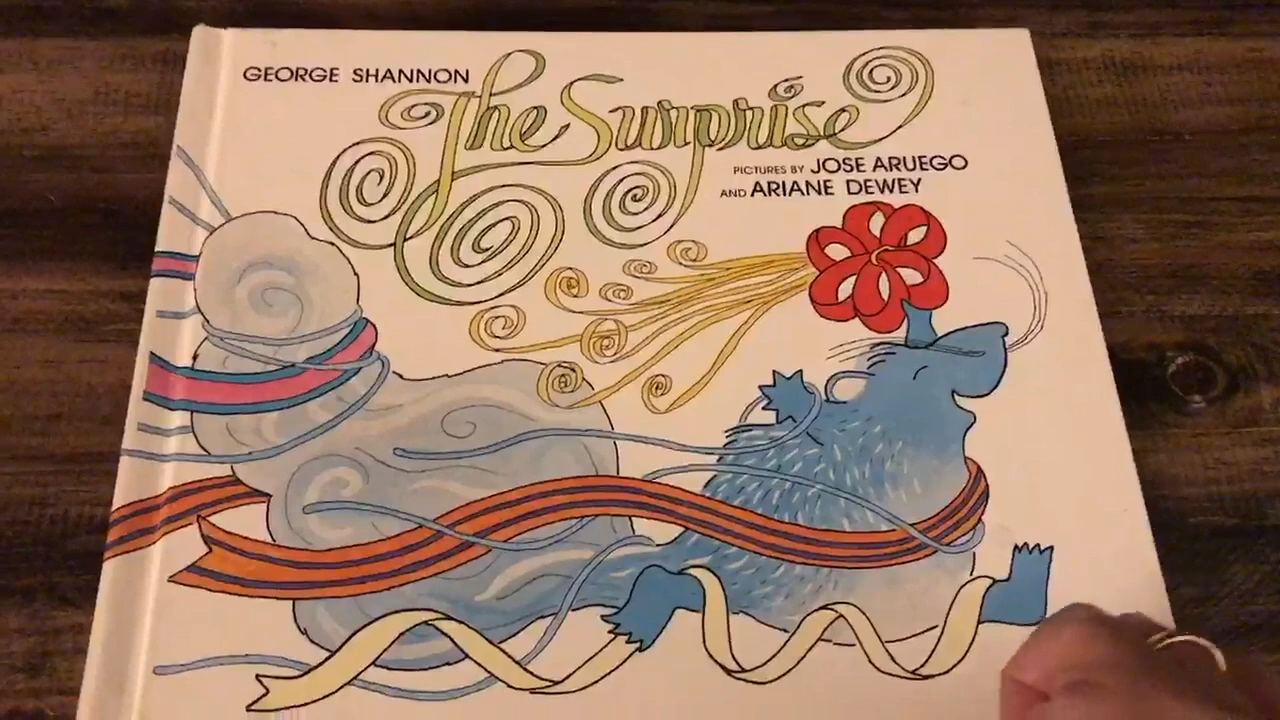 GEORGE SHANNON
The Surprise
PICTURES BY JOSE ARUEGO
AND ARIANE DEWEY